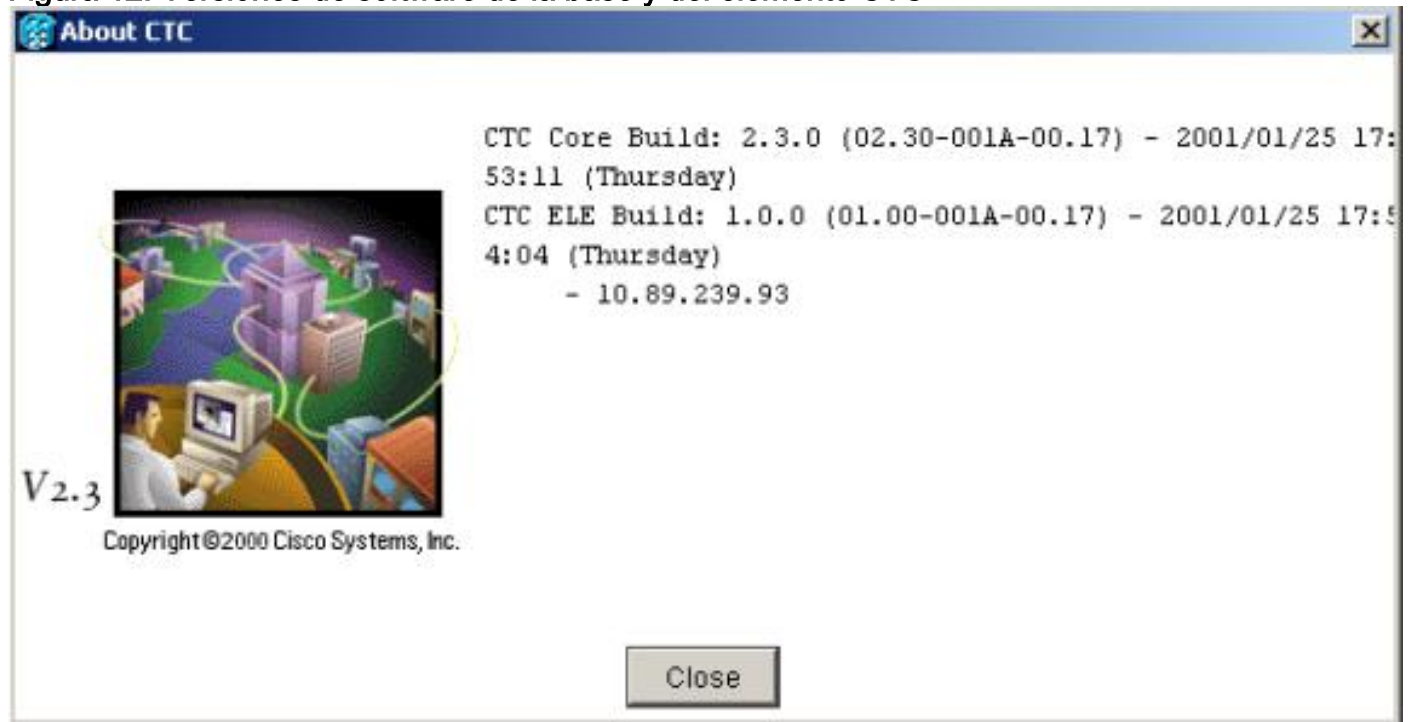 About CTC
CTC Core Build: 2.3.0 (02.30-001A-00.17) - 2001/01/25 17:
53:11 (Thursday)
CTC ELE Build: 1.0.0 (01.00-001A-00.17) - 2001/01/25 17:5
4:04 (Thursday)
- 10.89.239.93
V2.3
Copyright©2000 Cisco Systems, Inc.
Close